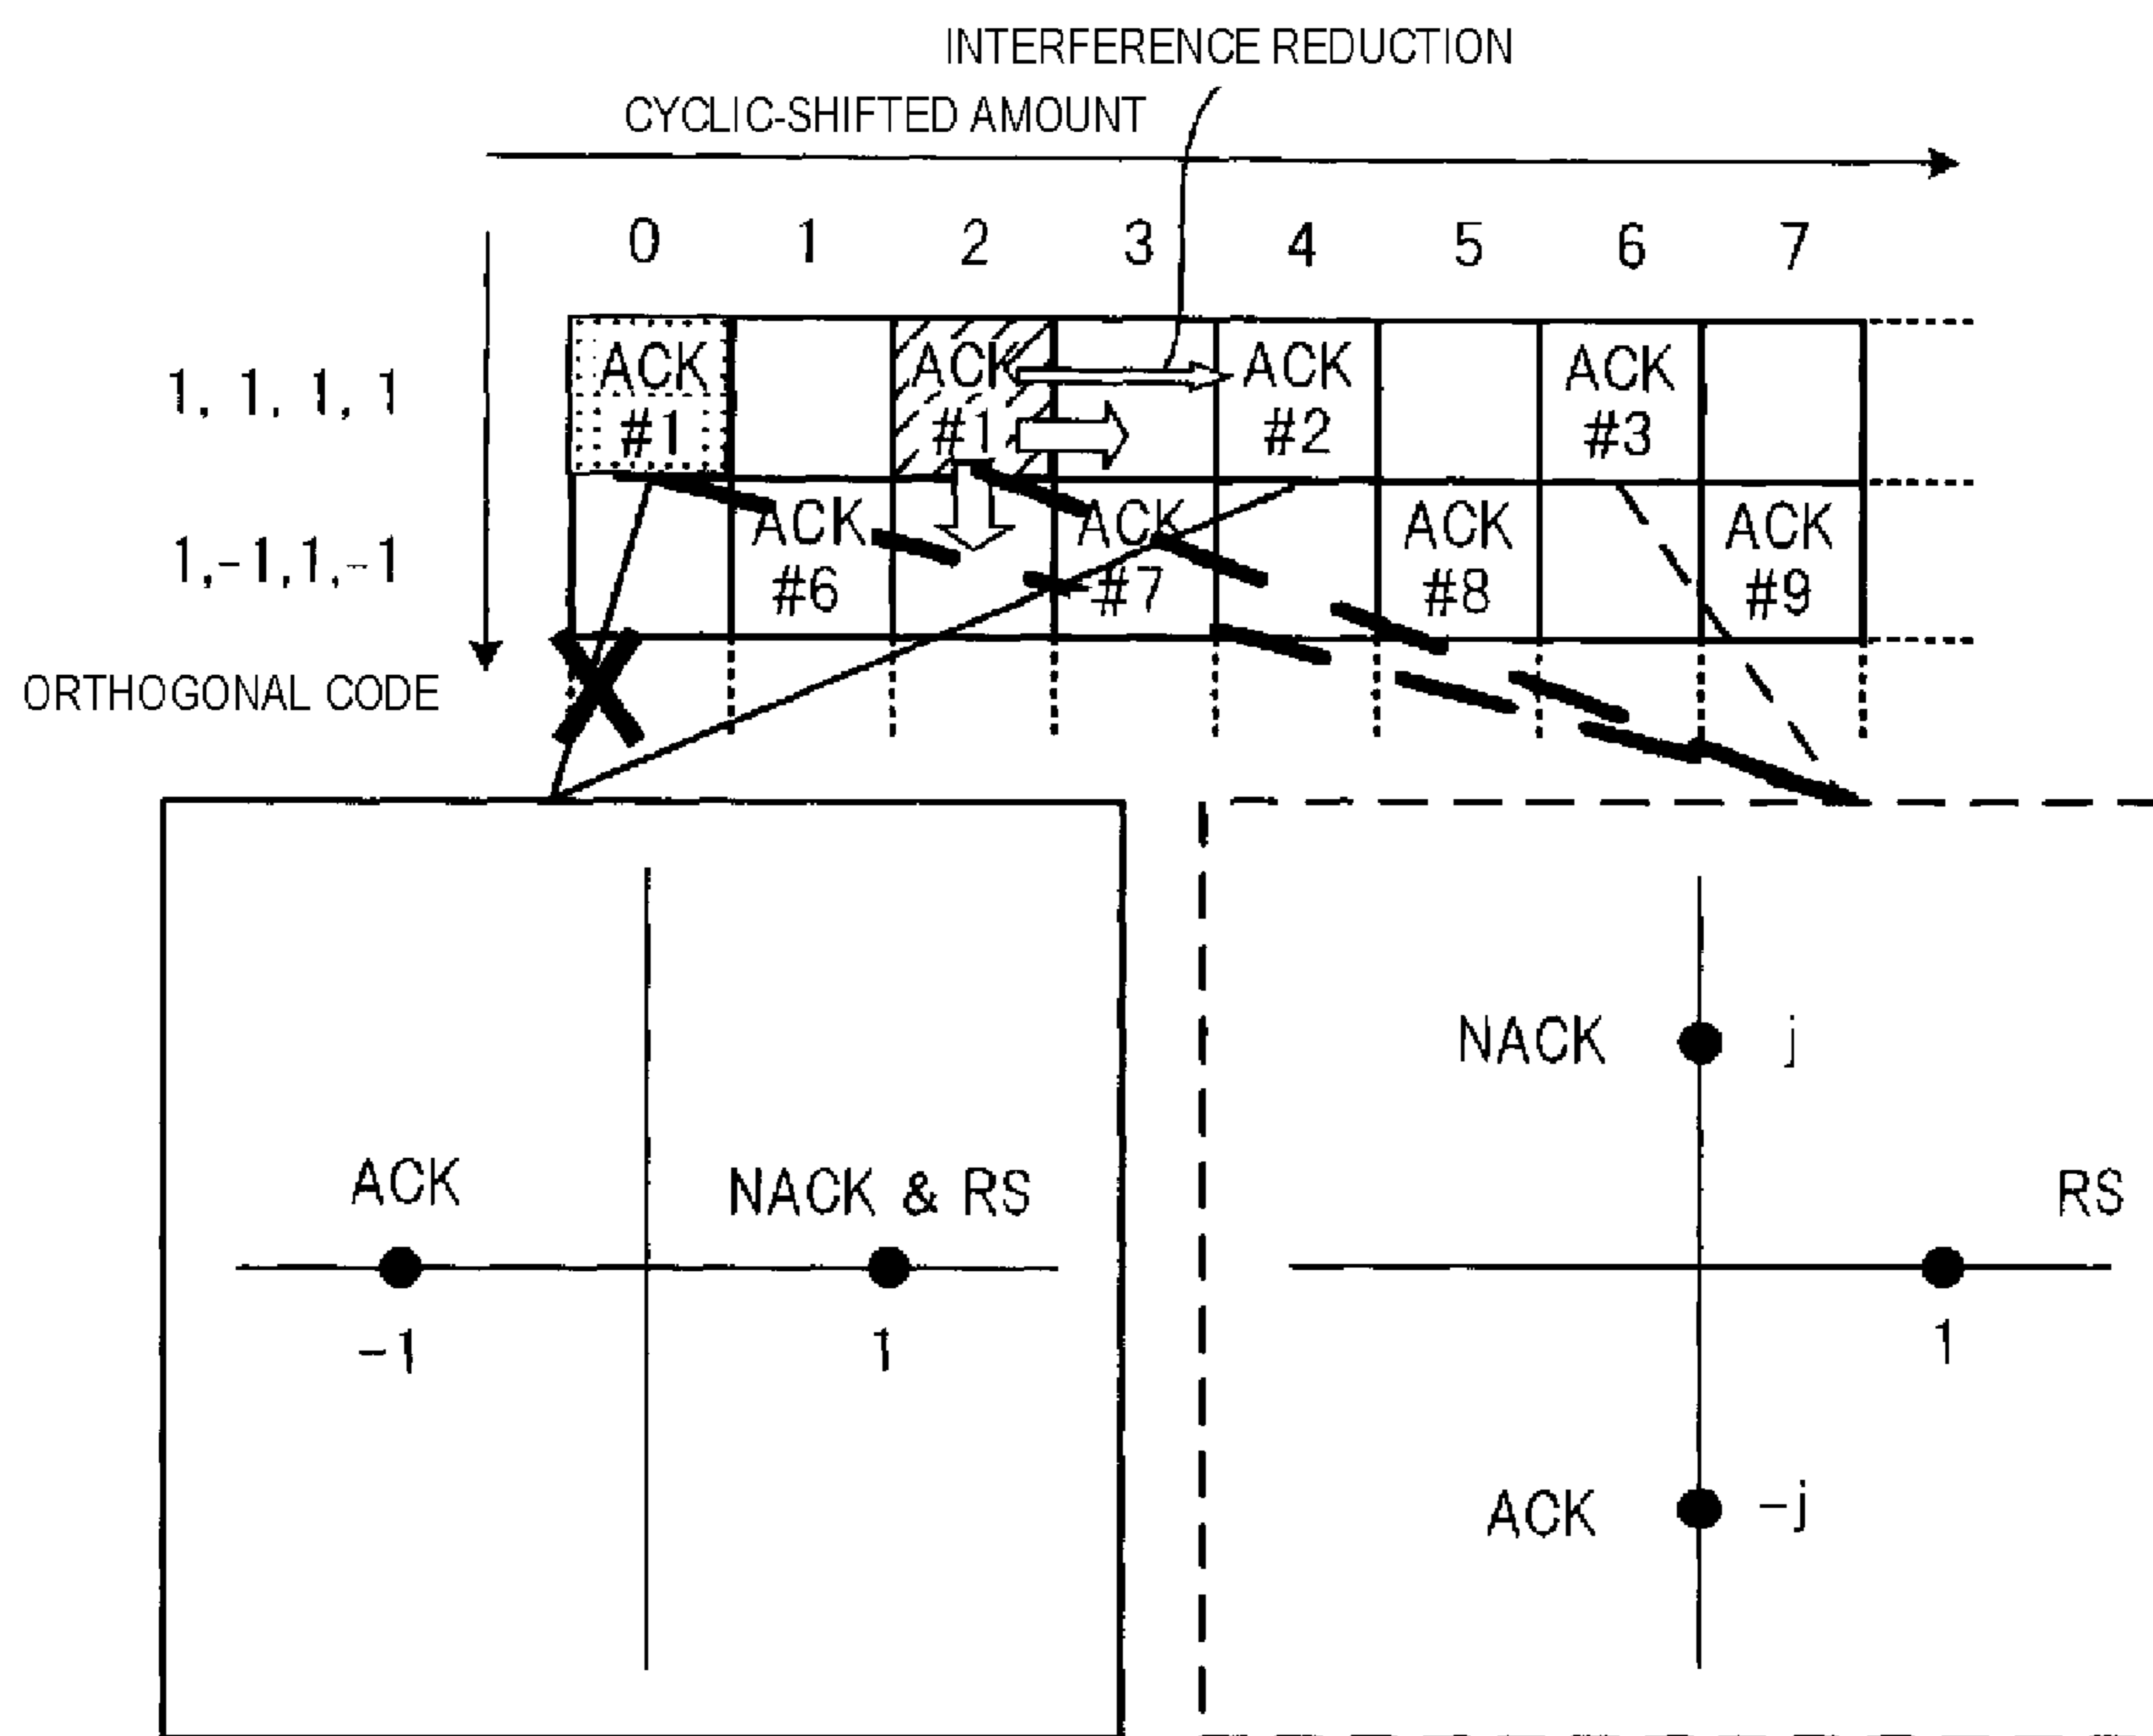 INTERFERENCE REDUCTION
CYCLIC-SHIFTED AMOUNT
0 1 2 3 4 5 6 7
1, 1, 1, 1
ACK #1
ACK #1
ACK #2
ACK #3
1,-1,1,-1
ACK #6
ACK #7
ACK #8
ACK #9
ORTHOGONAL CODE
ACK
NACK & RS
-1
1
NACK
j
RS
1
ACK
-j